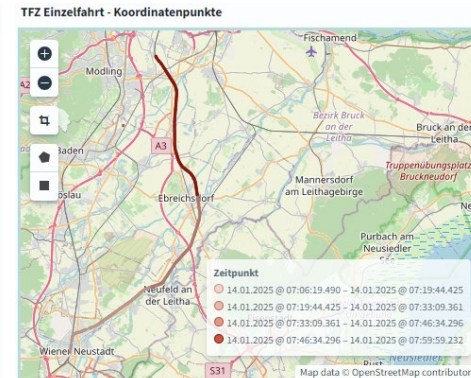 TFZ Einzelfahrt - Koordinatenpunkte
Fischamend
Mödling
A2
Bezirk Bruck
an der
Leitha
Bruck an der
Leitha
A3
Baden
Truppenübungsplatz
Bruckneudorf
Mannersdorf
am Leithagebirge
öslau
Ebreichsdorf
Ne
Purbach am
Neusiedler
Zeitpunkt
14.01.2025 @ 07:06:19.490 – 14.01.2025 @ 07:19:44.425
14.01.2025 @ 07:19:44.425 – 14.01.2025 @ 07:33:09.361
14.01.2025 @ 07:33:09.361 – 14.01.2025 @ 07:46:34.296
14.01.2025 @ 07:46:34.296 – 14.01.2025 @ 07:59:59.232
Neufeld an
der Leitha
Wiener Neustadt
S31
Rust
Neusiedler
Map data © OpenStreetMap contributor